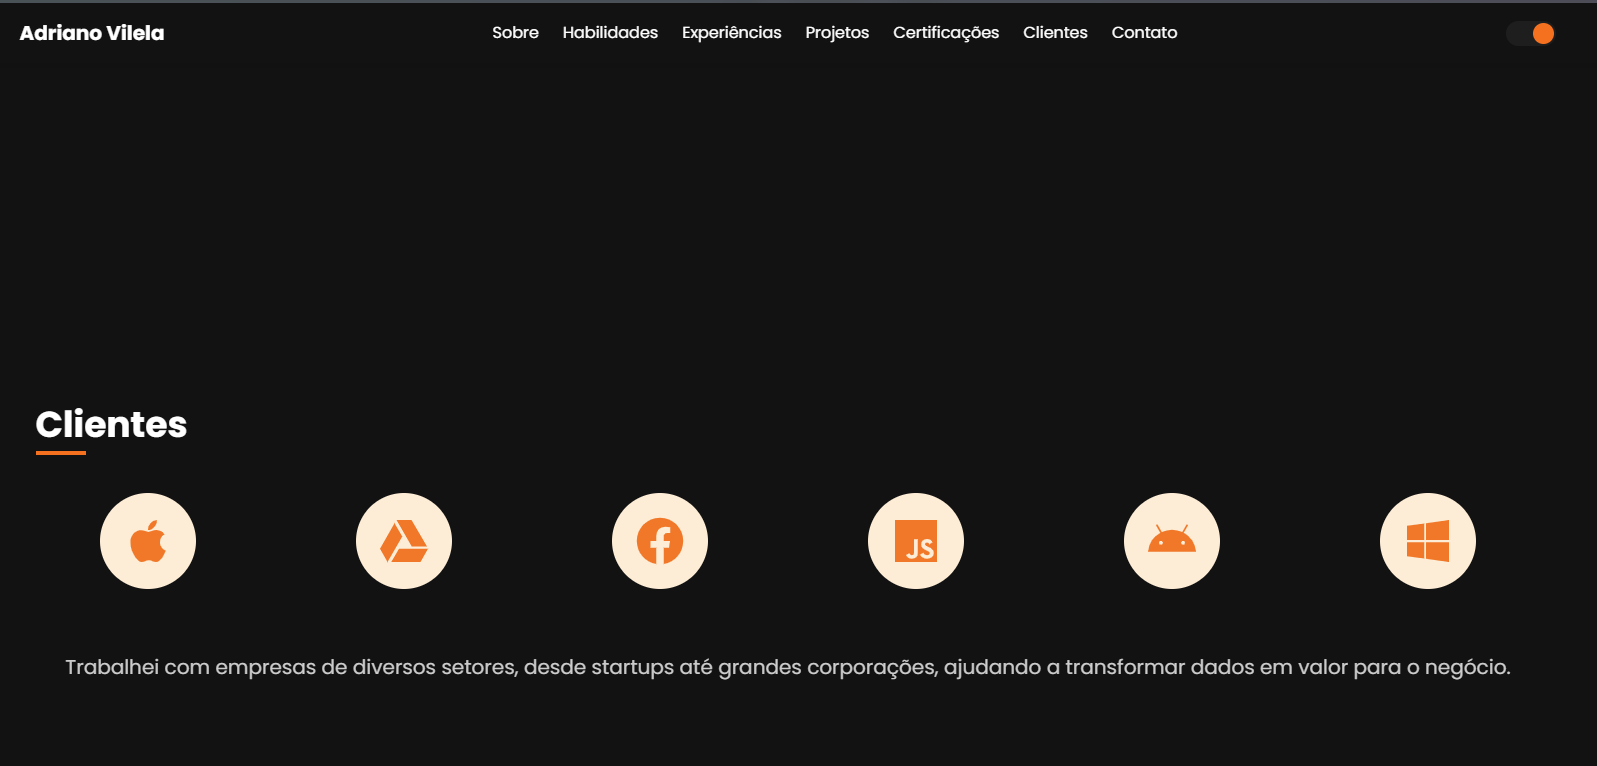 Adriano Vilela
Sobre Habilidades Experiências Projetos Certificações Clientes Contato
Clientes
JS
Trabalhei com empresas de diversos setores, desde startups até grandes corporações, ajudando a transformar dados em valor para o negócio.